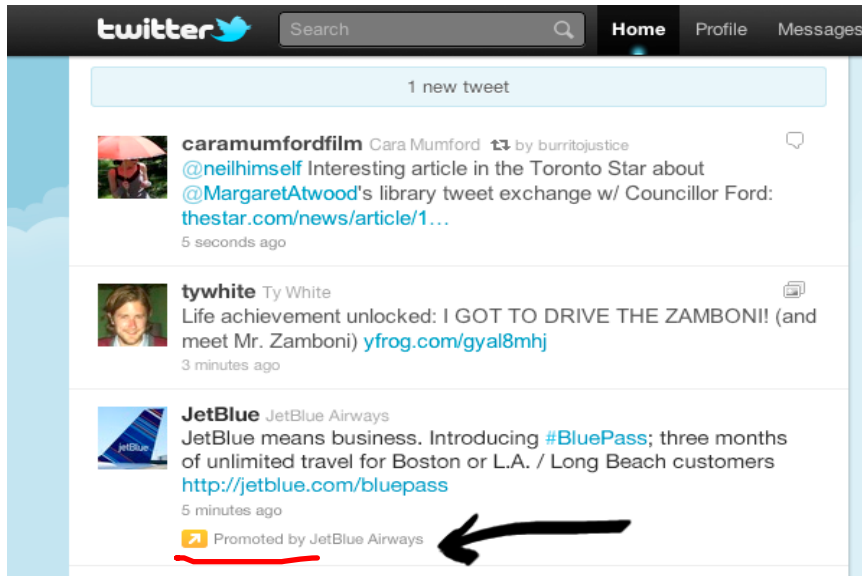 twitter Search Home Profile Messages
1 new tweet
caramumfordfilm Cara Mumford by burritojustice
@neilhimself Interesting article in the Toronto Star about
@MargaretAtwood's library tweet exchange w/ Councillor Ford:
thestar.com/news/article/1…
5 seconds ago
tywhite Ty White
Life achievement unlocked: I GOT TO DRIVE THE ZAMBONI! (and
meet Mr. Zamboni) yfrog.com/gyal8mhj
3 minutes ago
JetBlue JetBlue Airways
jetBlue
JetBlue means business. Introducing #BluePass; three months
of unlimited travel for Boston or L.A. / Long Beach customers
http://jetblue.com/bluepass
5 minutes ago
Promoted by JetBlue Airways